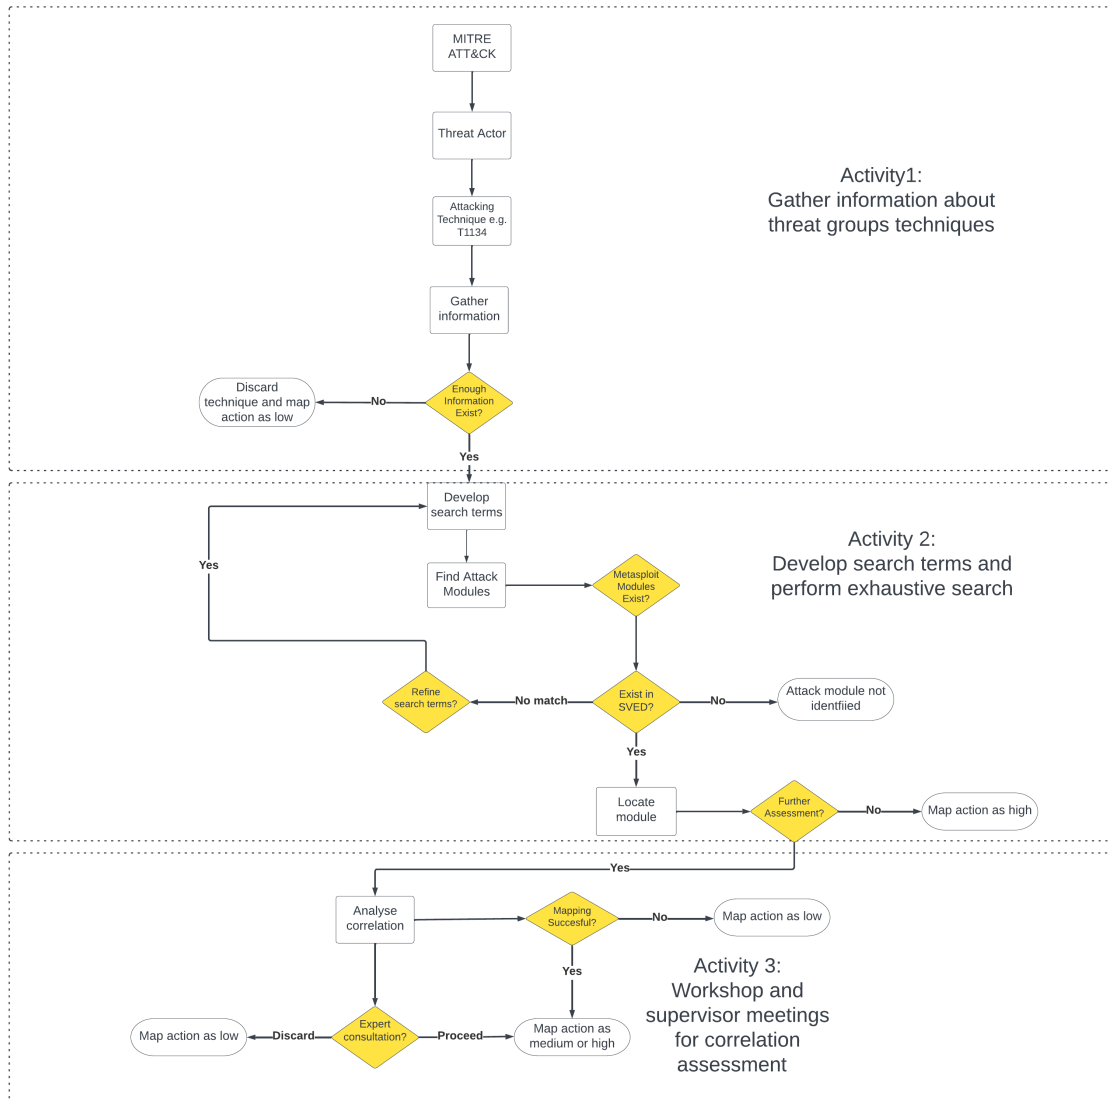 MITRE
ATT&CK
Threat Actor
Activity1:
Gather information about
threat groups techniques
Attacking
Technique e.g.
T1134
Gather
information
Enough
Information
Exist?
No
Discard
technique and map
action as low
Yes
Develop
search terms
Activity 2:
Develop search terms and
perform exhaustive search
Yes
Find Attack
Modules
Metasploit
Modules
Exist?
Refine
search terms?
No match
Exist in
SVED?
No
Attack module not
identfiied
Yes
Locate
module
Further
Assessment?
No
Map action as high
Yes
Analyse
correlation
Mapping
Succesful?
No
Map action as low
Yes
Activity 3:
Workshop and
supervisor meetings
for correlation
assessment
Map action as low
Discard
Expert
consultation?
Proceed
Map action as
medium or high